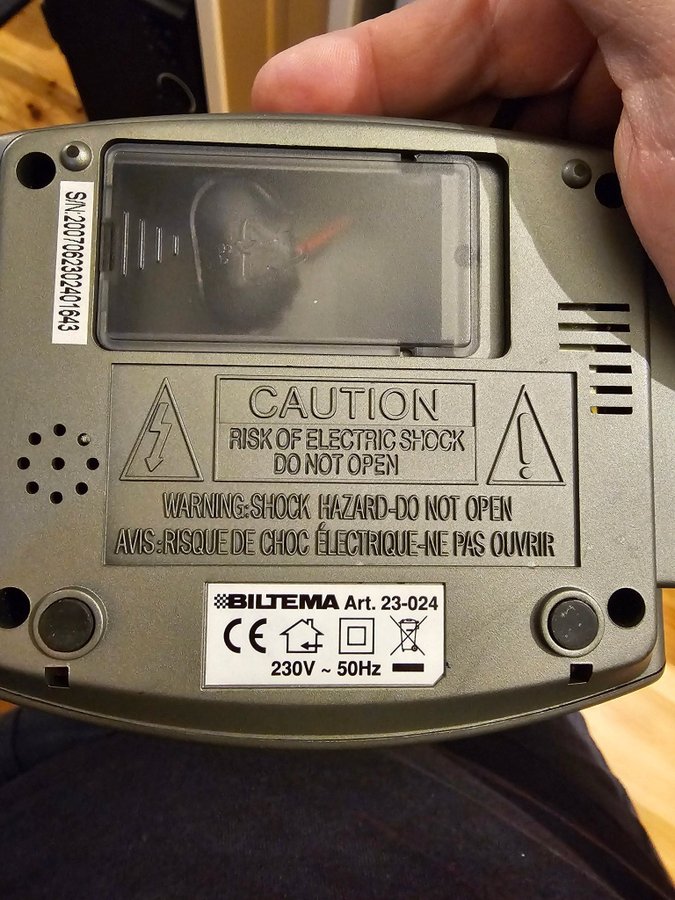 S/N:2007062302401643
CAUTION
RISK OF ELECTRIC SHOCK
DO NOT OPEN
WARNING:SHOCK HAZARD-DO NOT OPEN
AVIS:RISQUE DE CHOC ÉLECTRIQUE-NE PAS OUVRIR
BILTEMA Art. 23-024
CE
230V ~ 50Hz